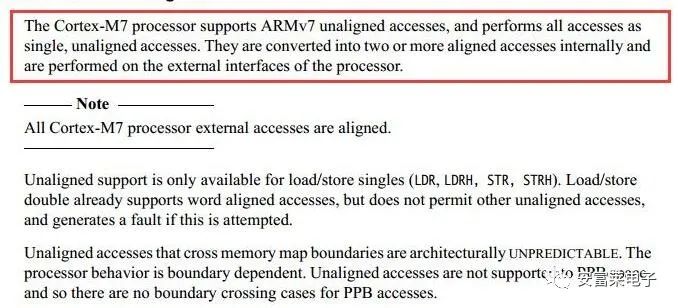 The Cortex-M7 processor supports ARMv7 unaligned accesses, and performs all accesses as
single, unaligned accesses. They are converted into two or more aligned accesses internally and
are performed on the external interfaces of the processor.
Note
All Cortex-M7 processor external accesses are aligned.
Unaligned support is only available for load/store singles (LDR, LDRH, STR, STRH). Load/store
double already supports word aligned accesses, but does not permit other unaligned accesses,
and generates a fault if this is attempted.
Unaligned accesses that cross memory map boundaries are architecturally UNPREDICTABLE. The
processor behavior is boundary dependent. Unaligned accesses are not supported to PPB
and so there are no boundary crossing cases for PPB accesses.
安富莱电子